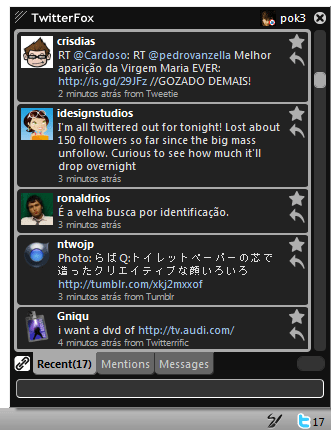 TwitterFox
pok3
crisdias
RT @Cardoso: RT @pedrovanzella Melhor
aparição da Virgem Maria EVER:
http://is.gd/29JFz //GOZADO DEMAIS!
2 minutos atrás from Tweetie
idesignstudios
I'm all twittered out for tonight! Lost about
150 followers so far since the big mass
unfollow. Curious to see how much it'll
drop overnight
3 minutos atrás
ronaldrios
É a velha busca por identificação.
3 minutos atrás
ntwojp
Photo: らばQ:トイレットペーパーの芯で
造ったクリエイティブな顔いろいろ
http://tumblr.com/xkj2mxxof
3 minutos atrás from Tumblr
Gniqu
i want a dvd of http://tv.audi.com/
4 minutos atrás from Twitterrific
Recent(17) Mentions Messages
17